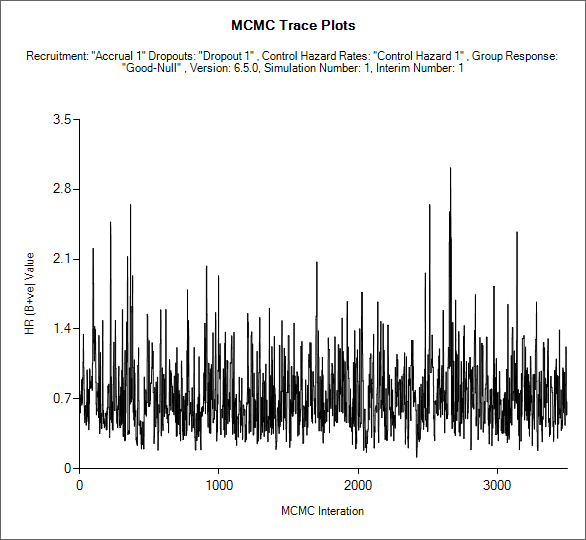 MCMC Trace Plots
Recruitment: "Accrual 1" Dropouts: "Dropout 1" , Control Hazard Rates: "Control Hazard 1" , Group Response:
"Good-Null" , Version: 6.5.0, Simulation Number: 1, Interim Number: 1
3.5
2.8
2.1
1.4
0.7
0
HR (B+ve| Value
0 1000 2000 3000
MCMC Interation